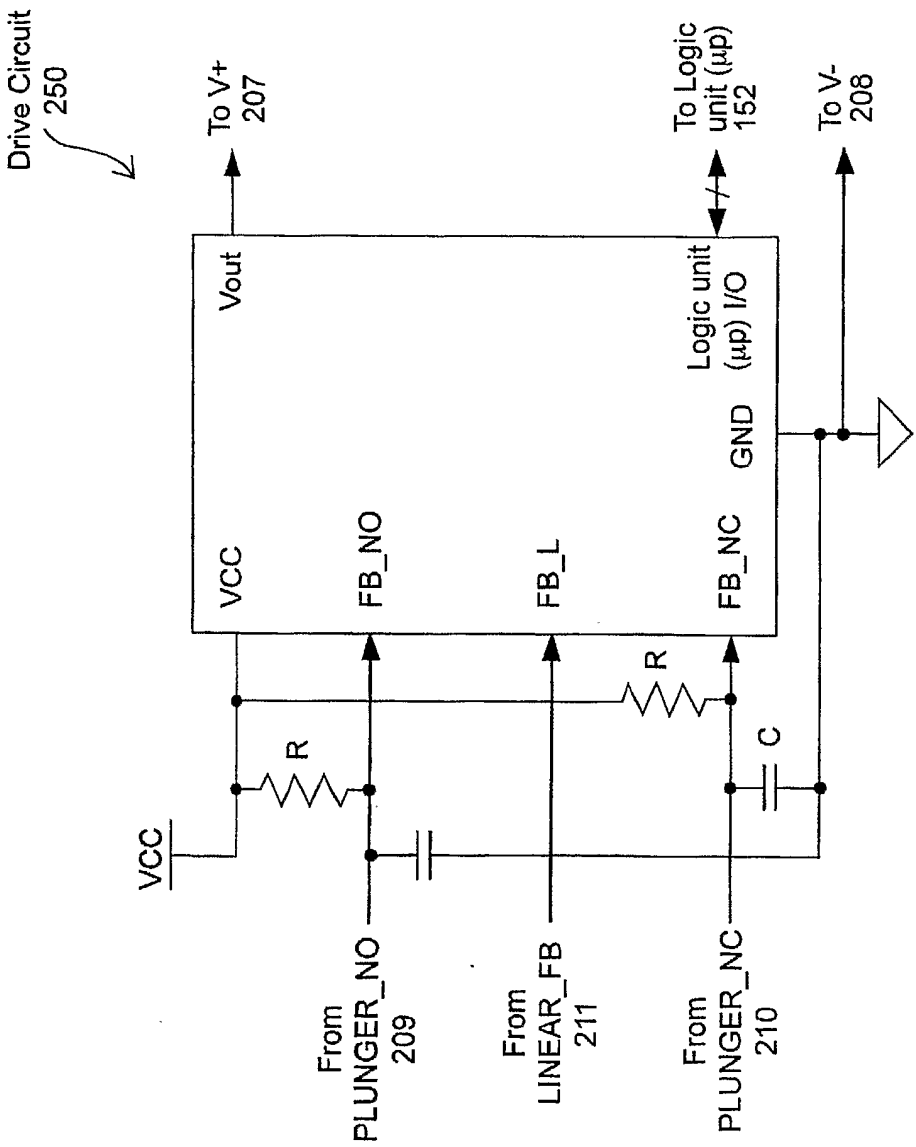 Drive Circuit
250
VCC
VCC
Vout
To V+
207
R
From
PLUNGER_NO
209
FB_NO
From
LINEAR_FB
211
FB_L
R
From
PLUNGER_NC
210
FB_NC
C
GND
Logic unit
(µp) I/O
To Logic
unit (µp)
152
To V-
208